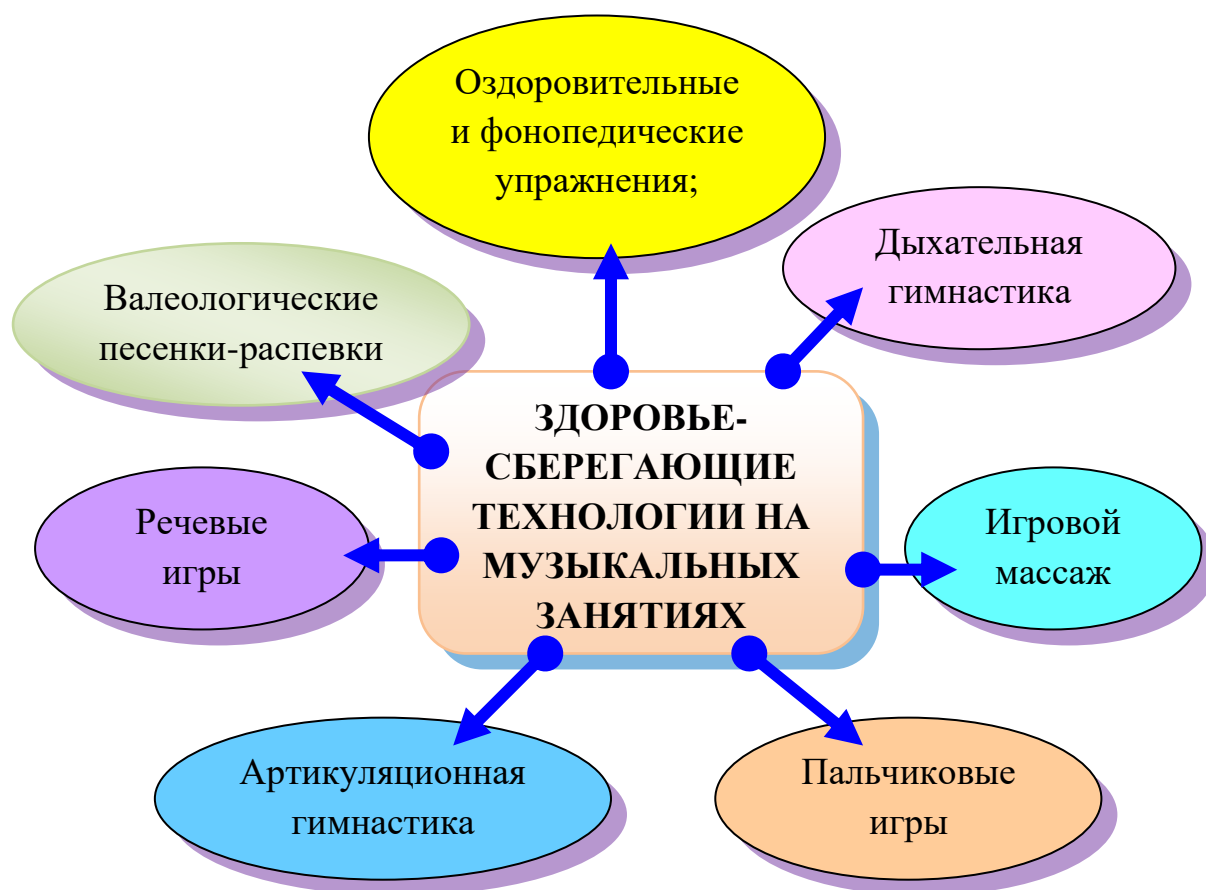 Оздоровительные
и фонопедические
упражнения;
Дыхательная
гимнастика
Валеологические
песенки-распевки
ЗДОРОВЬЕ-
СБЕРЕГАЮЩИЕ
ТЕХНОЛОГИИ НА
МУЗЫКАЛЬНЫХ
ЗАНЯТИЯХ
Речевые
игры
Игровой
массаж
Артикуляционная
гимнастика
Пальчиковые
игры